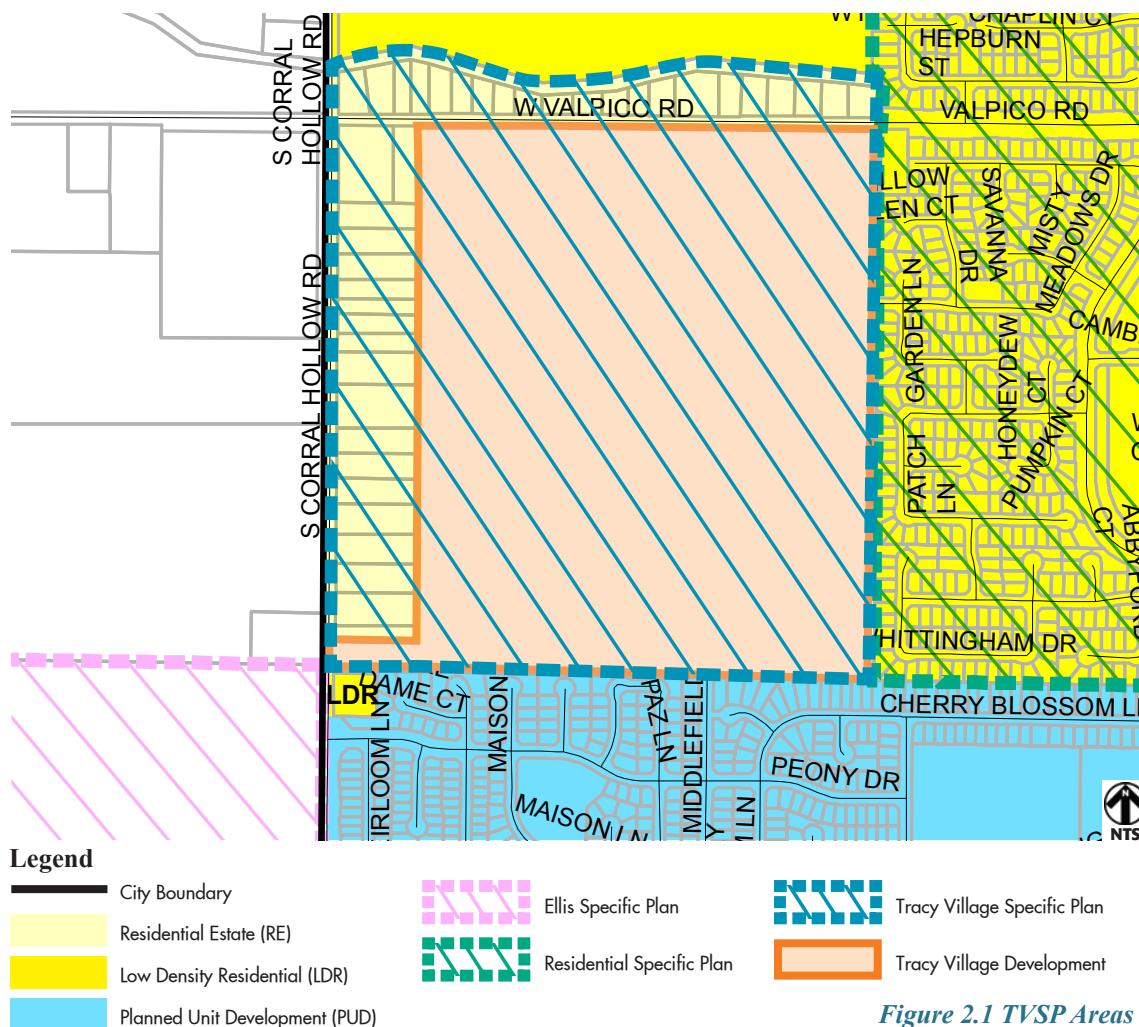 S CORRAL
HOLLOW RD
CHAPLIN CT
HEPBURN
ST
W VALPICO RD
VALPICO RD
LLOW
EN CT
SAVANNA
DR
MISTY
MEADOWS DR
S CORRAL HOLLOW RD
GARDEN LN
CAMB
HONEYDEW
CT
PUMPKIN CT
PATCH
LN
CT
HITTINGHAM DR
LDR
DAME CT
MAISON
PAZ LN
MIDDLEFIELD
CHERRY BLOSSOM L
EIRLOOM LN
PEONY DR
MAISON LN
Y
M LN
NTS
Legend
City Boundary
Residential Estate (RE)
Low Density Residential (LDR)
Planned Unit Development (PUD)
Ellis Specific Plan
Residential Specific Plan
Tracy Village Specific Plan
Tracy Village Development
Figure 2.1 TVSP Areas